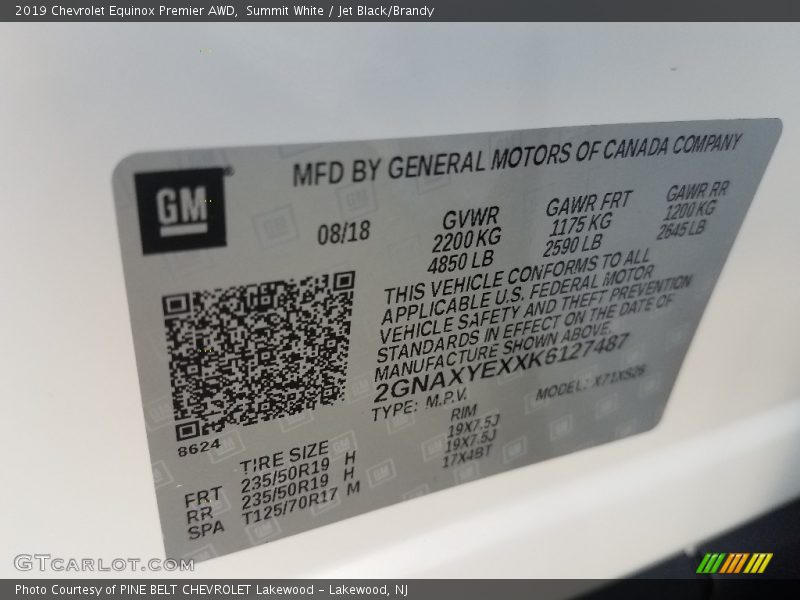 2019 Chevrolet Equinox Premier AWD, Summit White / Jet Black/Brandy
GM
MFD BY GENERAL MOTORS OF CANADA COMPANY
08/18
GVWR
2200 KG
4850 LB
GAWR FRT
1175 KG
2590 LB
GAWR RR
1200 KG
2645 LB
THIS VEHICLE CONFORMS TO ALL
APPLICABLE U.S. FEDERAL MOTOR
VEHICLE SAFETY AND THEFT PREVENTION
STANDARDS IN EFFECT ON THE DATE OF
MANUFACTURE SHOWN ABOVE.
2GNAXYEXXK6127487
TYPE: M.P.V. MODEL: X71XS26
8624
TIRE SIZE RIM
FRT 235/50R19 H 19X7.5J
RR 235/50R19 H 19X7.5J
SPA T125/70R17 M 17X4BT
GTCarLot.com
Photo Courtesy of PINE BELT CHEVROLET Lakewood - Lakewood, NJ